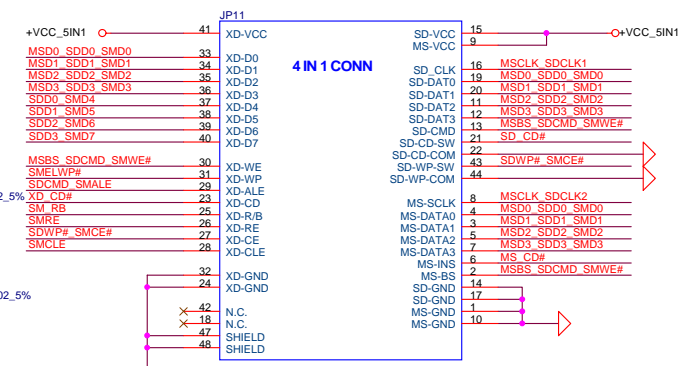 JP11
+VCC_5IN1 41 XD-VCC SD-VCC 15 +VCC_5IN1
MS-VCC 9
4 IN 1 CONN
MSD0_SDD0_SMD0 33 XD-D0
MSD1_SDD1_SMD1 34 XD-D1
MSD2_SDD2_SMD2 35 XD-D2
MSD3_SDD3_SMD3 36 XD-D3
SDD0_SMD4 37 XD-D4
SDD1_SMD5 38 XD-D5
SDD2_SMD6 39 XD-D6
SDD3_SMD7 40 XD-D7
MSBS_SDCMD_SMWE# 30 XD-WE
SMELWP# 31 XD-WP
SDCMD_SMALE 29 XD-ALE
2_5% XD_CD# 23 XD-CD
SM_RB 25 XD-R/B
SMRE 26 XD-RE
SDWP#_SMCE# 27 XD-CE
SMCLE 28 XD-CLE
32 XD-GND
24 XD-GND
02_5%
42 N.C.
18 N.C.
47 SHIELD
48 SHIELD
SD_CLK 16 MSCLK_SDCLK1
SD-DAT0 19 MSD0_SDD0_SMD0
SD-DAT1 20 MSD1_SDD1_SMD1
SD-DAT2 11 MSD2_SDD2_SMD2
SD-DAT3 12 MSD3_SDD3_SMD3
SD-CMD 13 MSBS_SDCMD_SMWE#
SD-CD-SW 21 SD_CD#
SD-CD-COM 22
SD-WP-SW 43 SDWP#_SMCE#
SD-WP-COM 44
MS-SCLK 8 MSCLK_SDCLK2
MS-DATA0 4 MSD0_SDD0_SMD0
MS-DATA1 3 MSD1_SDD1_SMD1
MS-DATA2 5 MSD2_SDD2_SMD2
MS-DATA3 7 MSD3_SDD3_SMD3
MS-INS 6 MS_CD#
MS-BS 2 MSBS_SDCMD_SMWE#
SD-GND 14
SD-GND 17
MS-GND 1
MS-GND 10